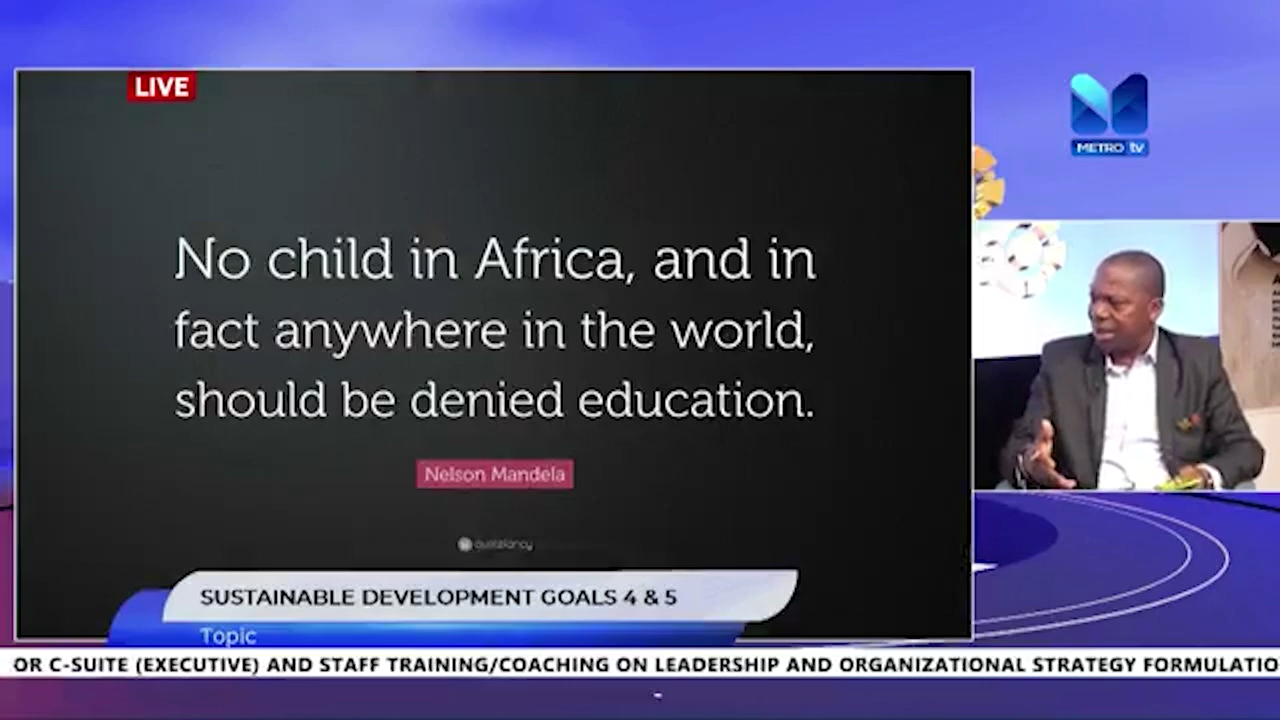 LIVE
METRO tv
No child in Africa, and in
fact anywhere in the world,
should be denied education.
Nelson Mandela
quotefancy
SUSTAINABLE DEVELOPMENT GOALS 4 & 5
Topic
OR C-SUITE (EXECUTIVE) AND STAFF TRAINING/COACHING ON LEADERSHIP AND ORGANIZATIONAL STRATEGY FORMULATIO
-